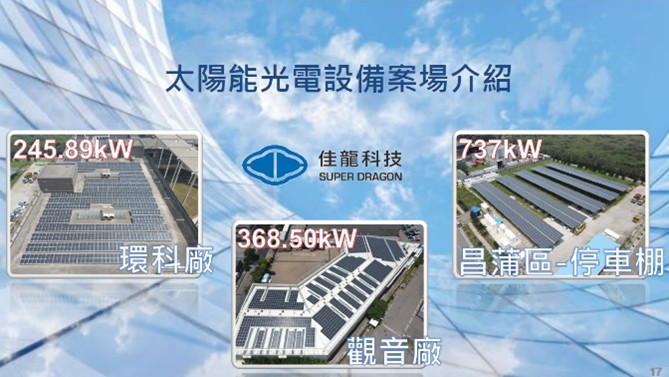 太陽能光電設備案場介紹
245.89kW
環科廠
佳龍科技
SUPER DRAGON
368.50kW
觀音廠
737kW
昌蒲區-停車棚
17